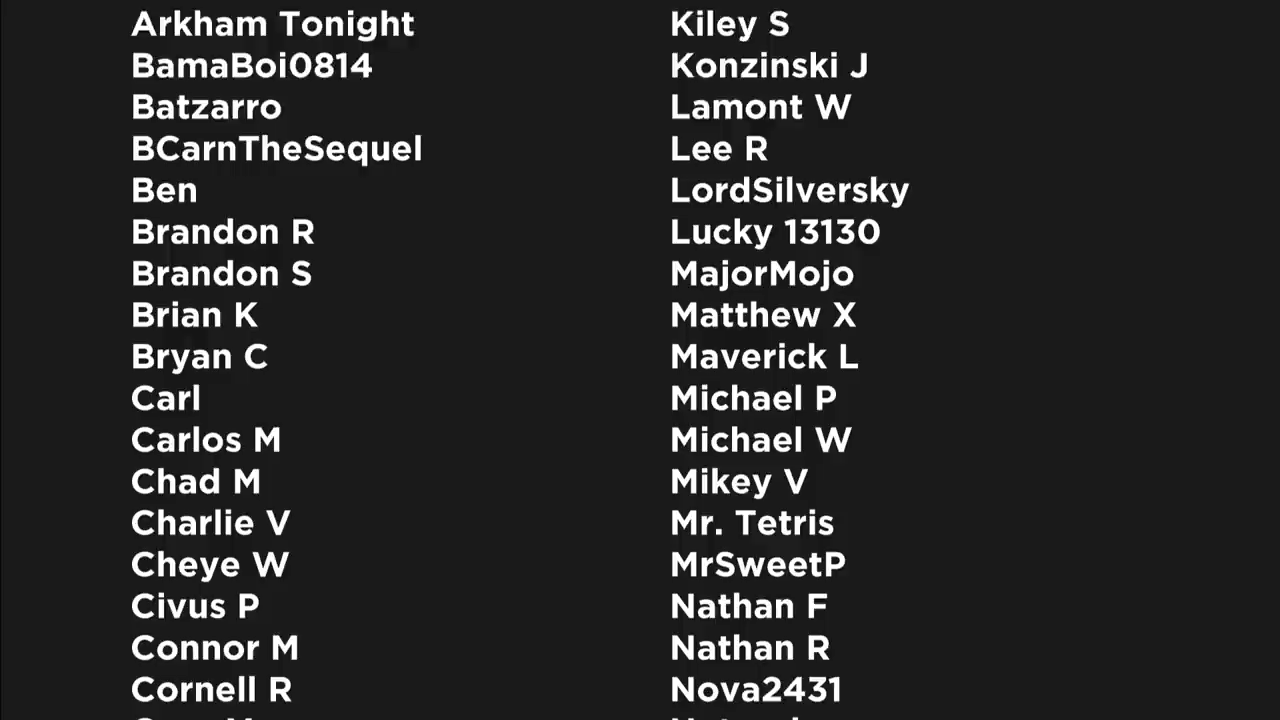 Arkham Tonight
BamaBoi0814
Batzarro
BCarnTheSequel
Ben
Brandon R
Brandon S
Brian K
Bryan C
Carl
Carlos M
Chad M
Charlie V
Cheye W
Civus P
Connor M
Cornell R
Kiley S
Konzinski J
Lamont W
Lee R
LordSilversky
Lucky 13130
MajorMojo
Matthew X
Maverick L
Michael P
Michael W
Mikey V
Mr. Tetris
MrSweetP
Nathan F
Nathan R
Nova2431